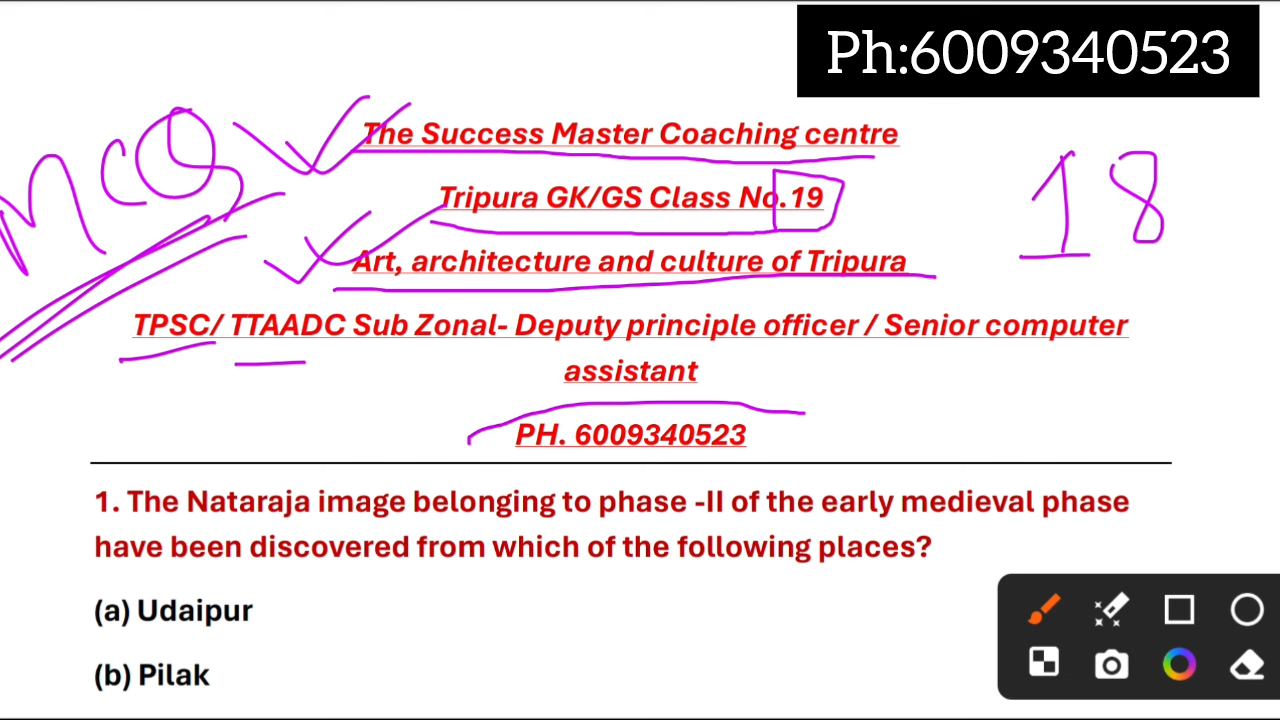 Ph:6009340523
MCQ
The Success Master Coaching centre
Tripura GK/GS Class No.19
18
Art, architecture and culture of Tripura
TPSC/ TTAADC Sub Zonal- Deputy principle officer / Senior computer
assistant
PH. 6009340523
1. The Nataraja image belonging to phase -II of the early medieval phase
have been discovered from which of the following places?
(a) Udaipur
(b) Pilak